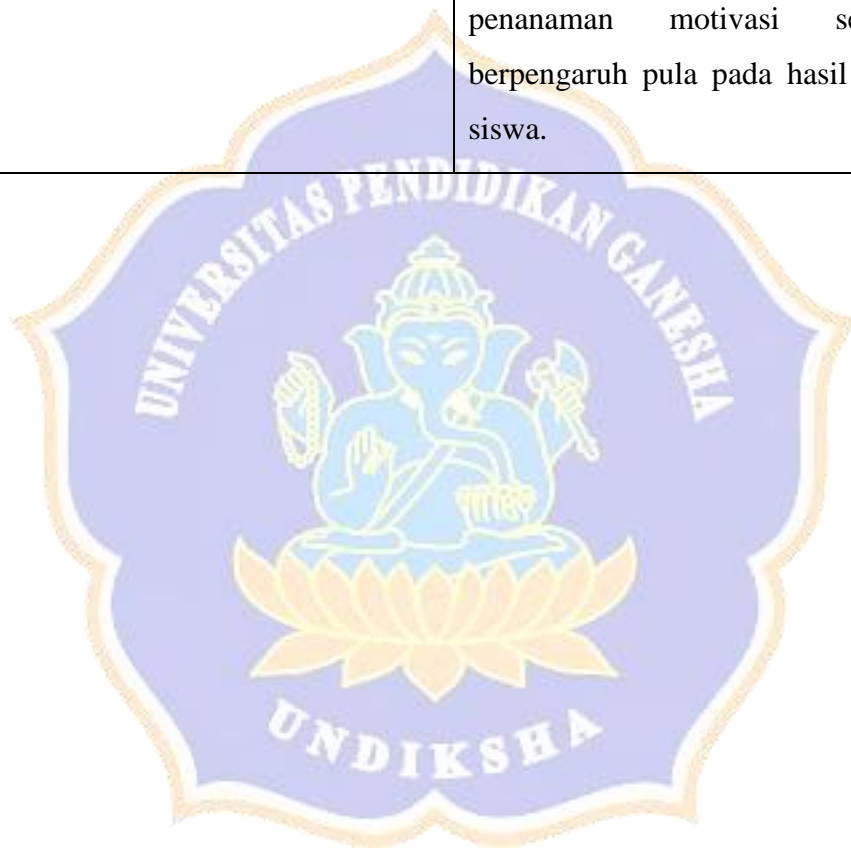 penanaman motivasi
berpengaruh pula pada hasil
siswa.
UNIVERSITAS PENDIDIKAN GANESHA
UNDIKSHA